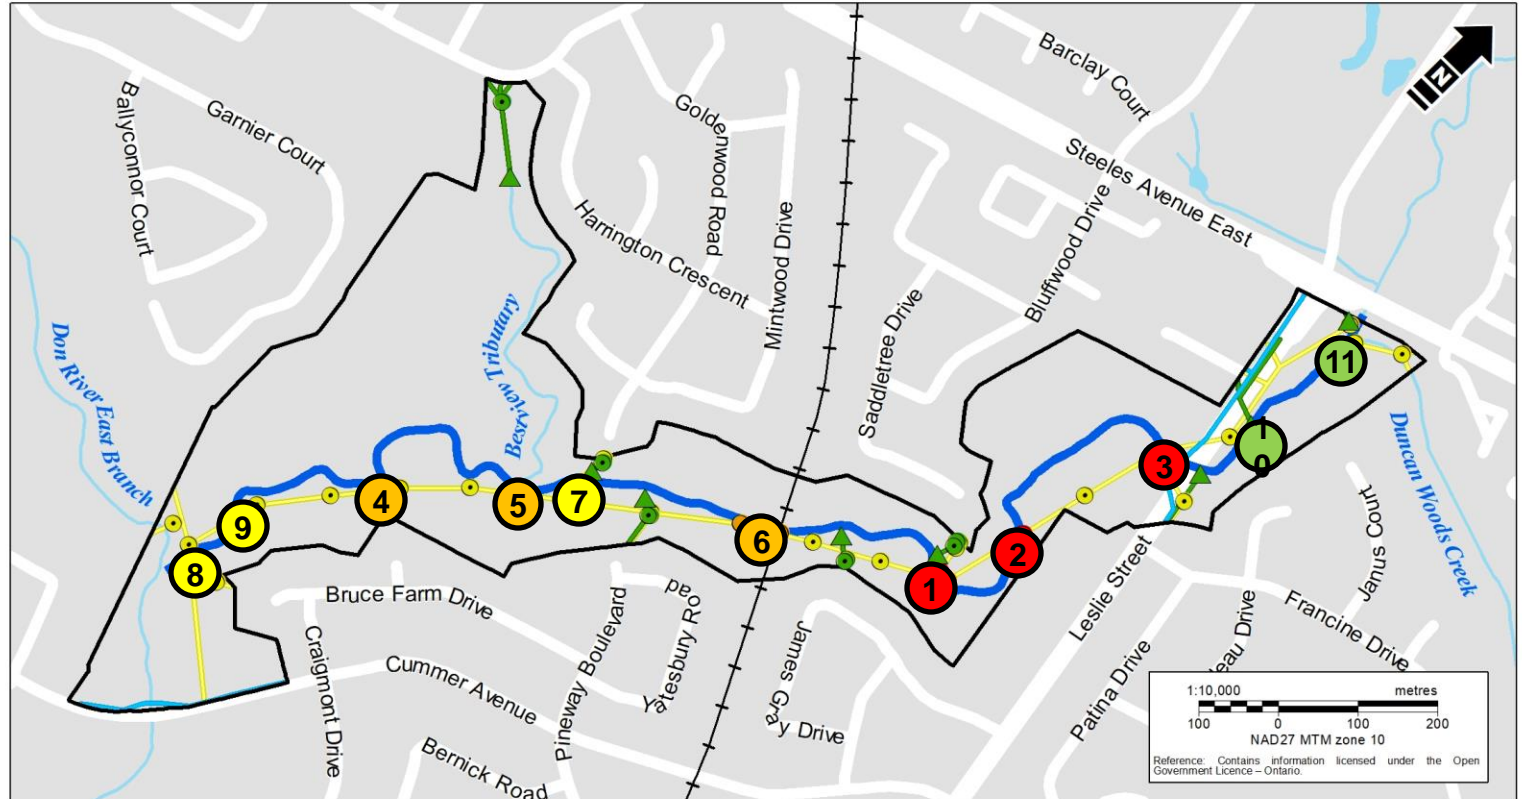 Ballyconnor Court
Garnier Court
Goldenwood Road
Harrington Crescent
Mintwood Drive
Barclay Court
Steeles Avenue East
Bluffwood Drive
Saddletree Drive
N
Don River East Branch
Bestview Tributary
Duncan Woods Creek
11
10
3
2
1
6
7
5
4
9
8
Bruce Farm Drive
Craigmont Drive
Cummer Avenue
Bernick Road
Pineway Boulevard
Yatesbury Road
James Gray Drive
Leslie Street
Patina Drive
leau Drive
Francine Drive
Janus Court
1:10,000 metres
100 0 100 200
NAD27 MTM zone 10
Reference: Contains information licensed under the Open
Government Licence – Ontario.